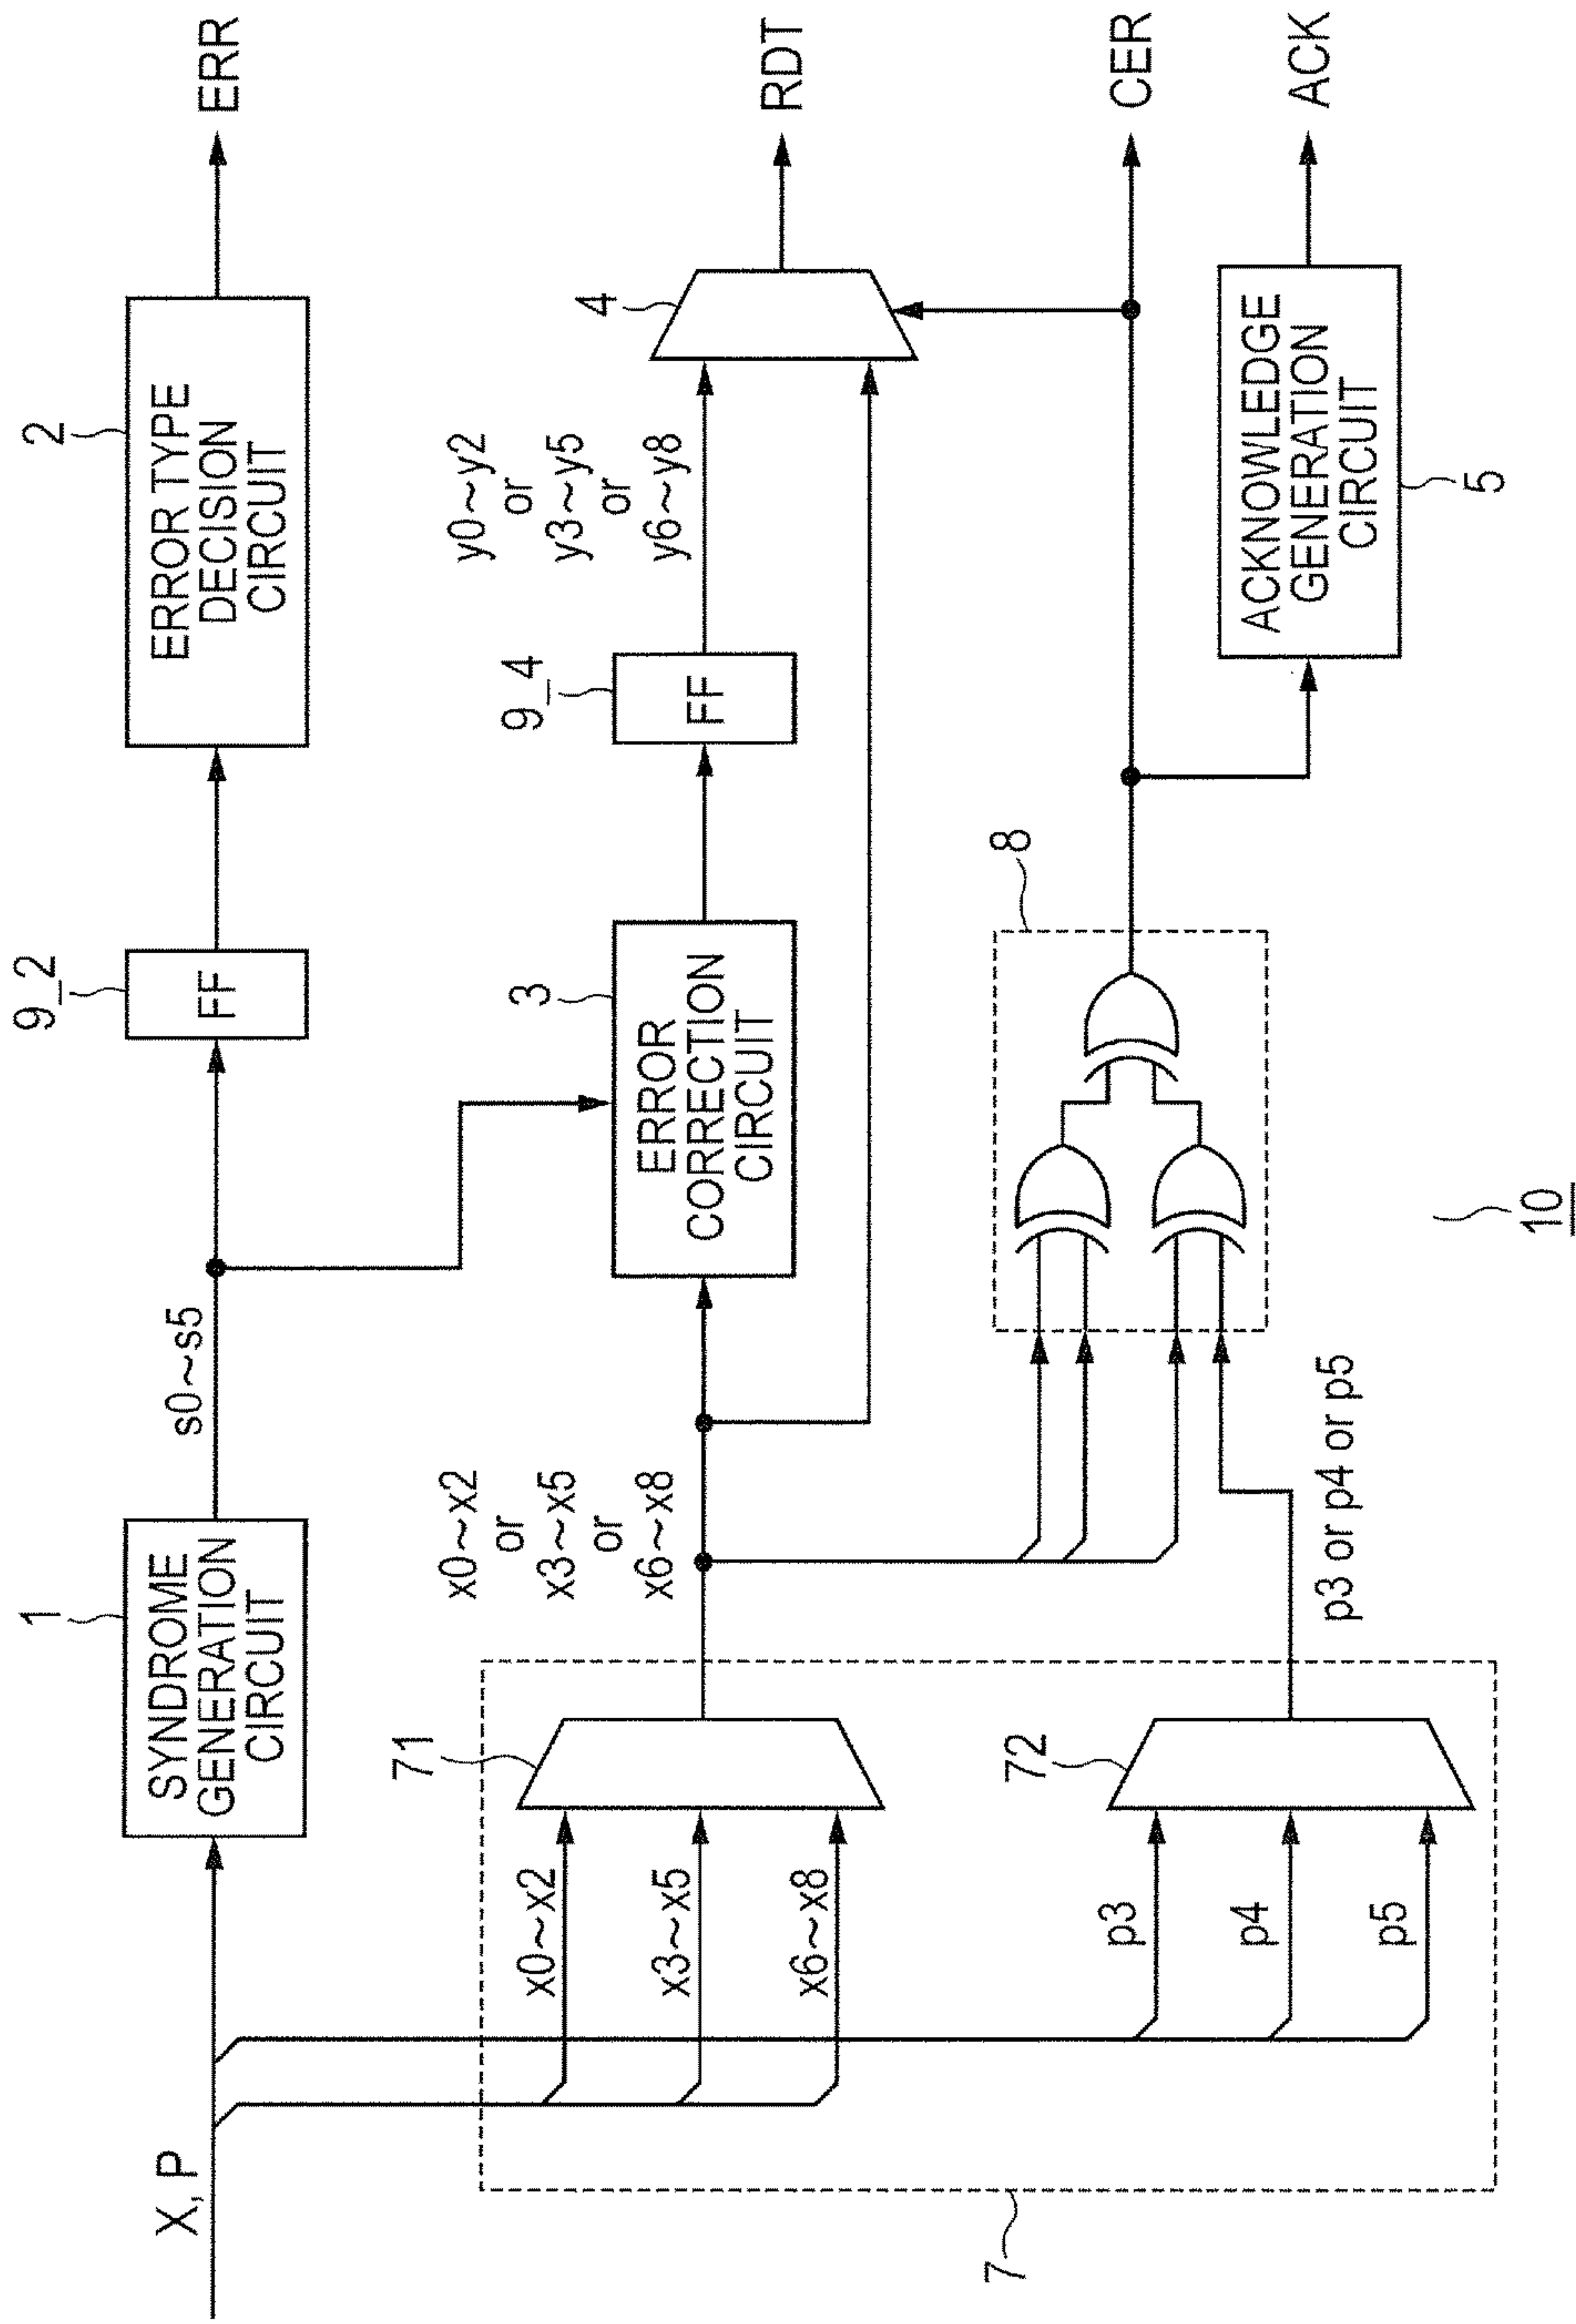 X, P
1
SYNDROME
GENERATION
CIRCUIT
s0~s5
9_2
FF
2
ERROR TYPE
DECISION
CIRCUIT
ERR
7
x0~x2
x3~x5
x6~x8
71
x0~x2
or
x3~x5
or
x6~x8
3
ERROR
CORRECTION
CIRCUIT
9_4
FF
y0~y2
or
y3~y5
or
y6~y8
4
RDT
p3
p4
p5
72
p3 or p4 or p5
8
CER
ACKNOWLEDGE
GENERATION
CIRCUIT
5
ACK
10